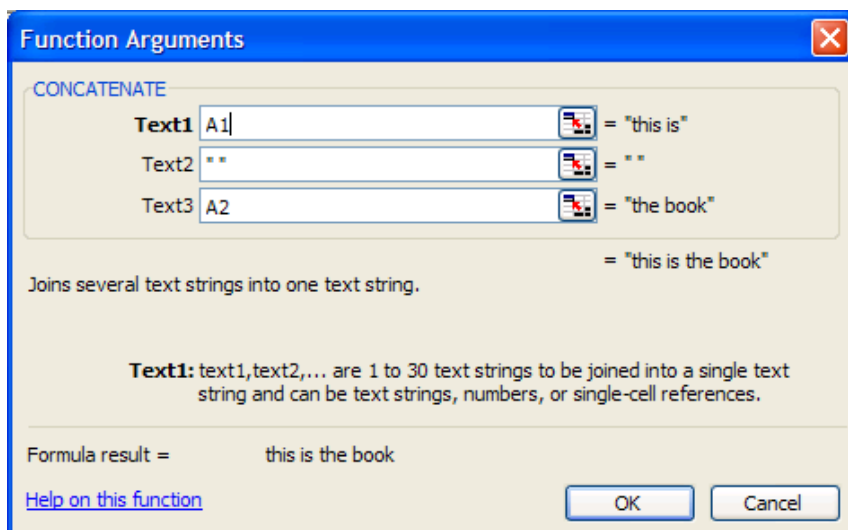 Function Arguments
CONCATENATE
Text1 A1 = "this is"
Text2 " " = " "
Text3 A2 = "the book"
= "this is the book"
Joins several text strings into one text string.
Text1: text1,text2,... are 1 to 30 text strings to be joined into a single text
string and can be text strings, numbers, or single-cell references.
Formula result = this is the book
Help on this function OK Cancel